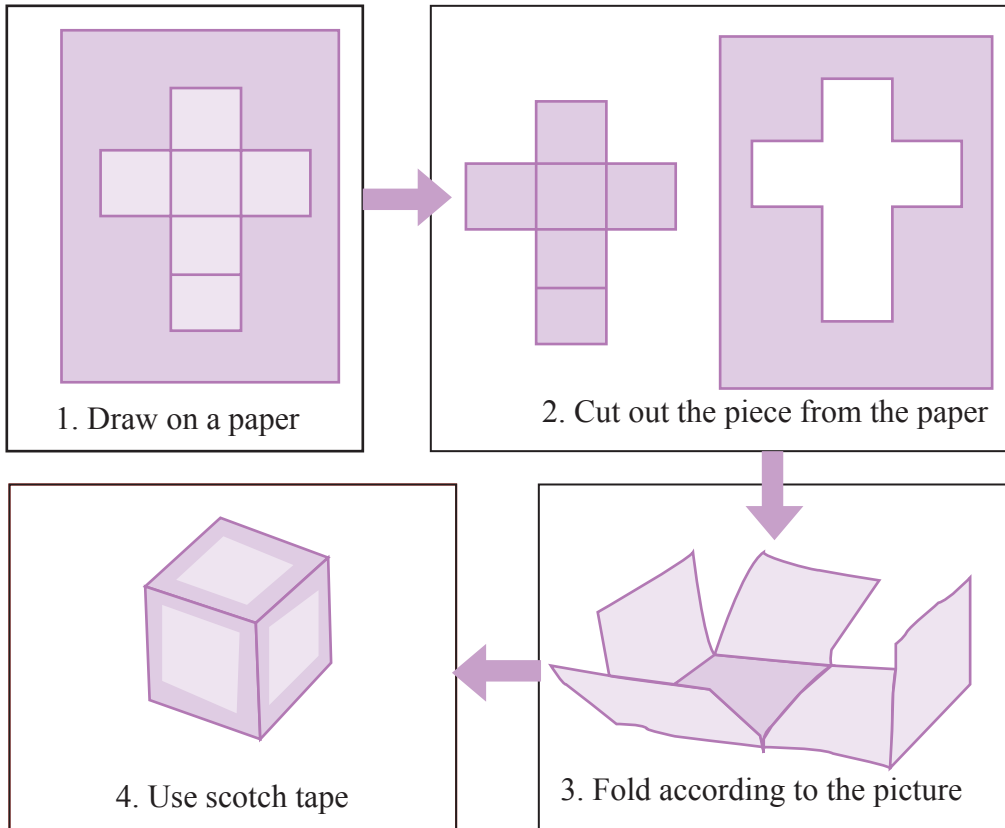 1. Draw on a paper
2. Cut out the piece from the paper
3. Fold according to the picture
4. Use scotch tape